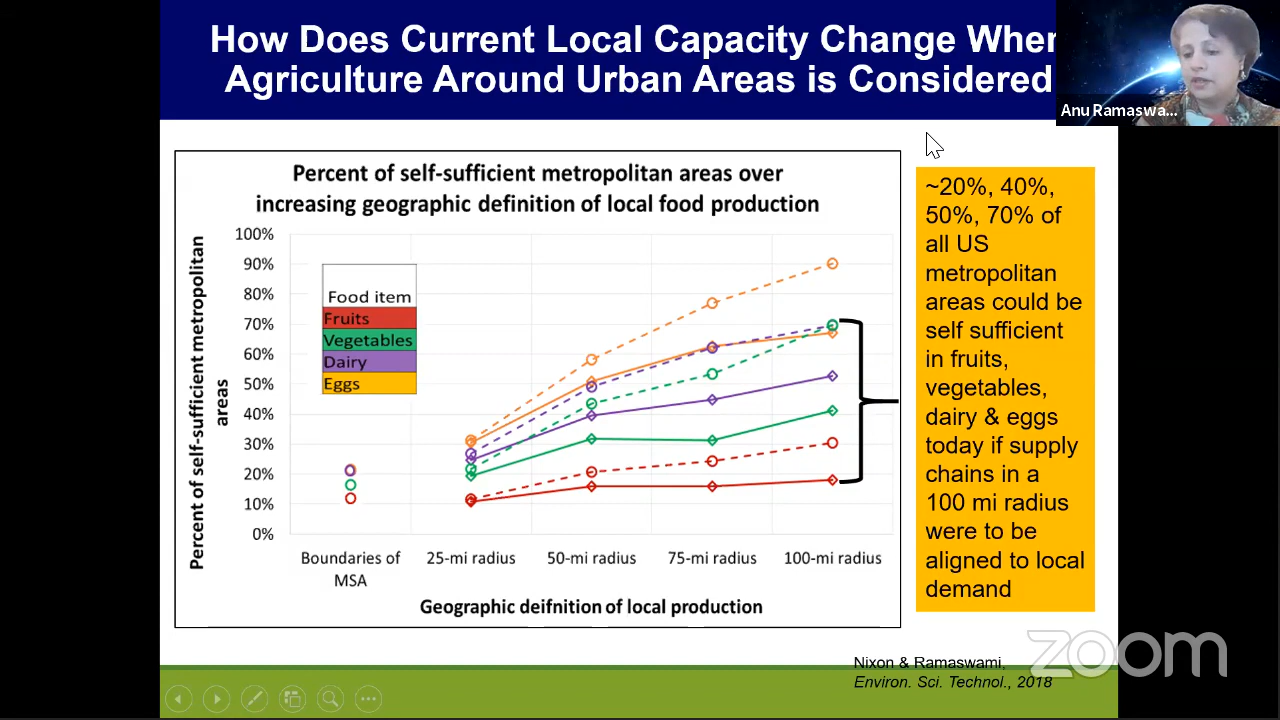 How Does Current Local Capacity Change When
Agriculture Around Urban Areas is Considered
Anu Ramaswa...
Percent of self-sufficient metropolitan areas over
increasing geographic definition of local food production
Percent of self-sufficient metropolitan
areas
100%
90%
80%
70%
60%
50%
40%
30%
20%
10%
0%
Food item
Fruits
Vegetables
Dairy
Eggs
Boundaries of
MSA
25-mi radius
50-mi radius
75-mi radius
100-mi radius
Geographic deifnition of local production
~20%, 40%,
50%, 70% of
all US
metropolitan
areas could be
self sufficient
in fruits,
vegetables,
dairy & eggs
today if supply
chains in a
100 mi radius
were to be
aligned to local
demand
Nixon & Ramaswami,
Environ. Sci. Technol., 2018
zoom